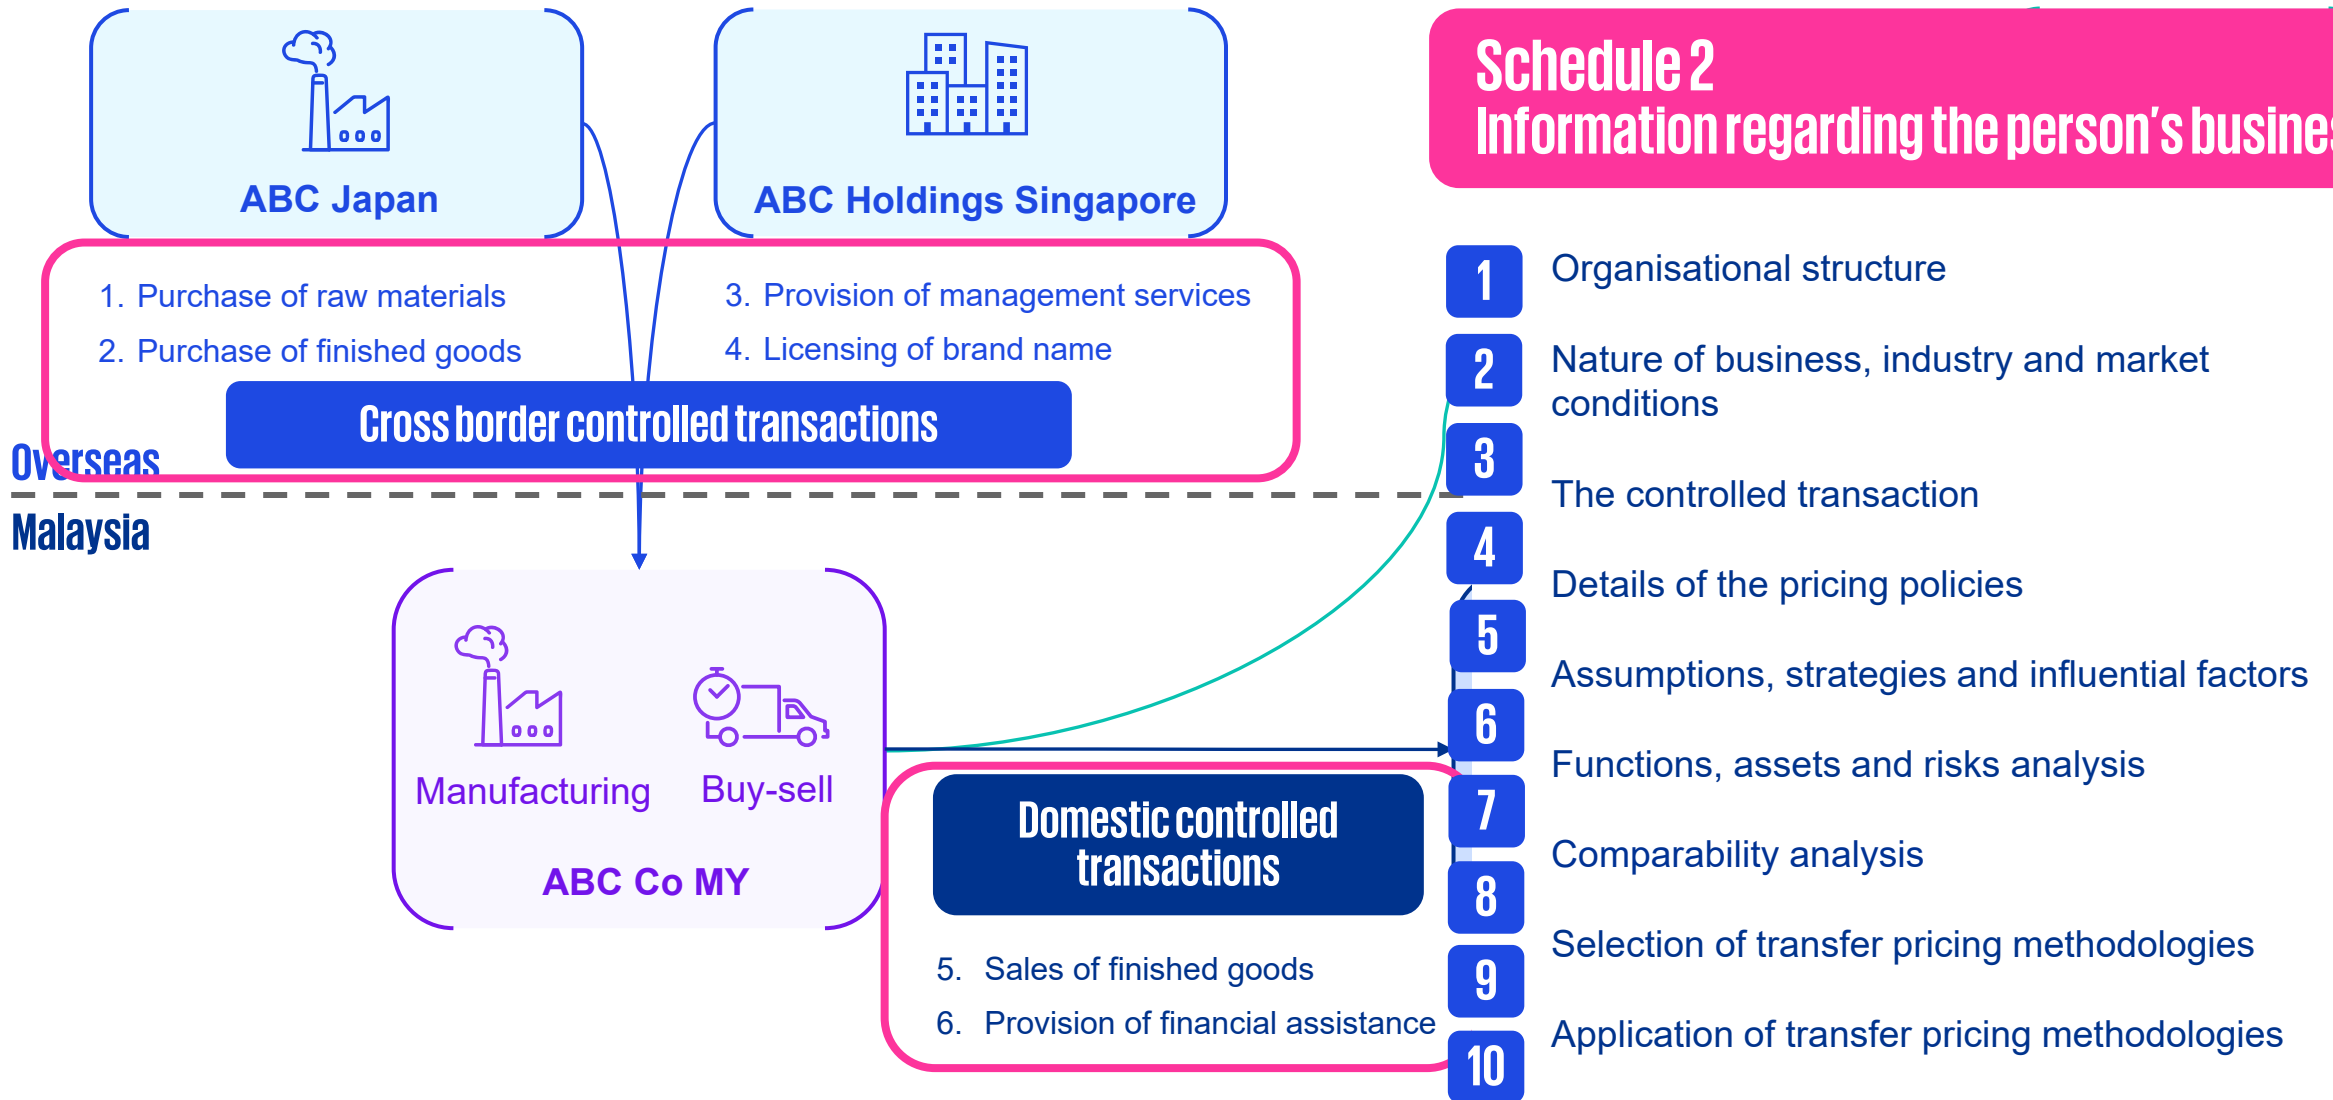 ABC Japan
ABC Holdings Singapore
1. Purchase of raw materials
2. Purchase of finished goods
3. Provision of management services
4. Licensing of brand name
Cross border controlled transactions
Overseas
Malaysia
Manufacturing
Buy-sell
ABC Co MY
Domestic controlled
transactions
5. Sales of finished goods
6. Provision of financial assistance
Schedule 2
Information regarding the person's busines
1
Organisational structure
2
Nature of business, industry and market
conditions
3
The controlled transaction
4
Details of the pricing policies
5
Assumptions, strategies and influential factors
6
Functions, assets and risks analysis
7
Comparability analysis
8
Selection of transfer pricing methodologies
9
Application of transfer pricing methodologies
10